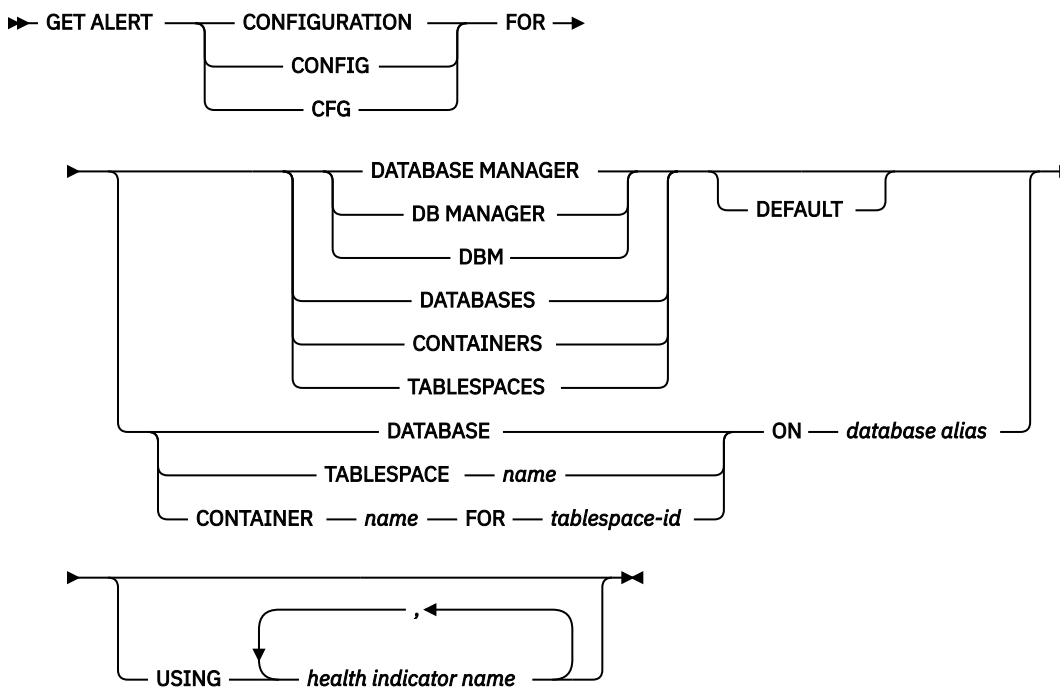 GET ALERT CONFIGURATION FOR
CONFIG
CFG
DATABASE MANAGER
DB MANAGER
DEFAULT
DBM
DATABASES
CONTAINERS
TABLESPACES
DATABASE ON database alias
TABLESPACE name
CONTAINER name FOR tablespace-id
,
USING health indicator name